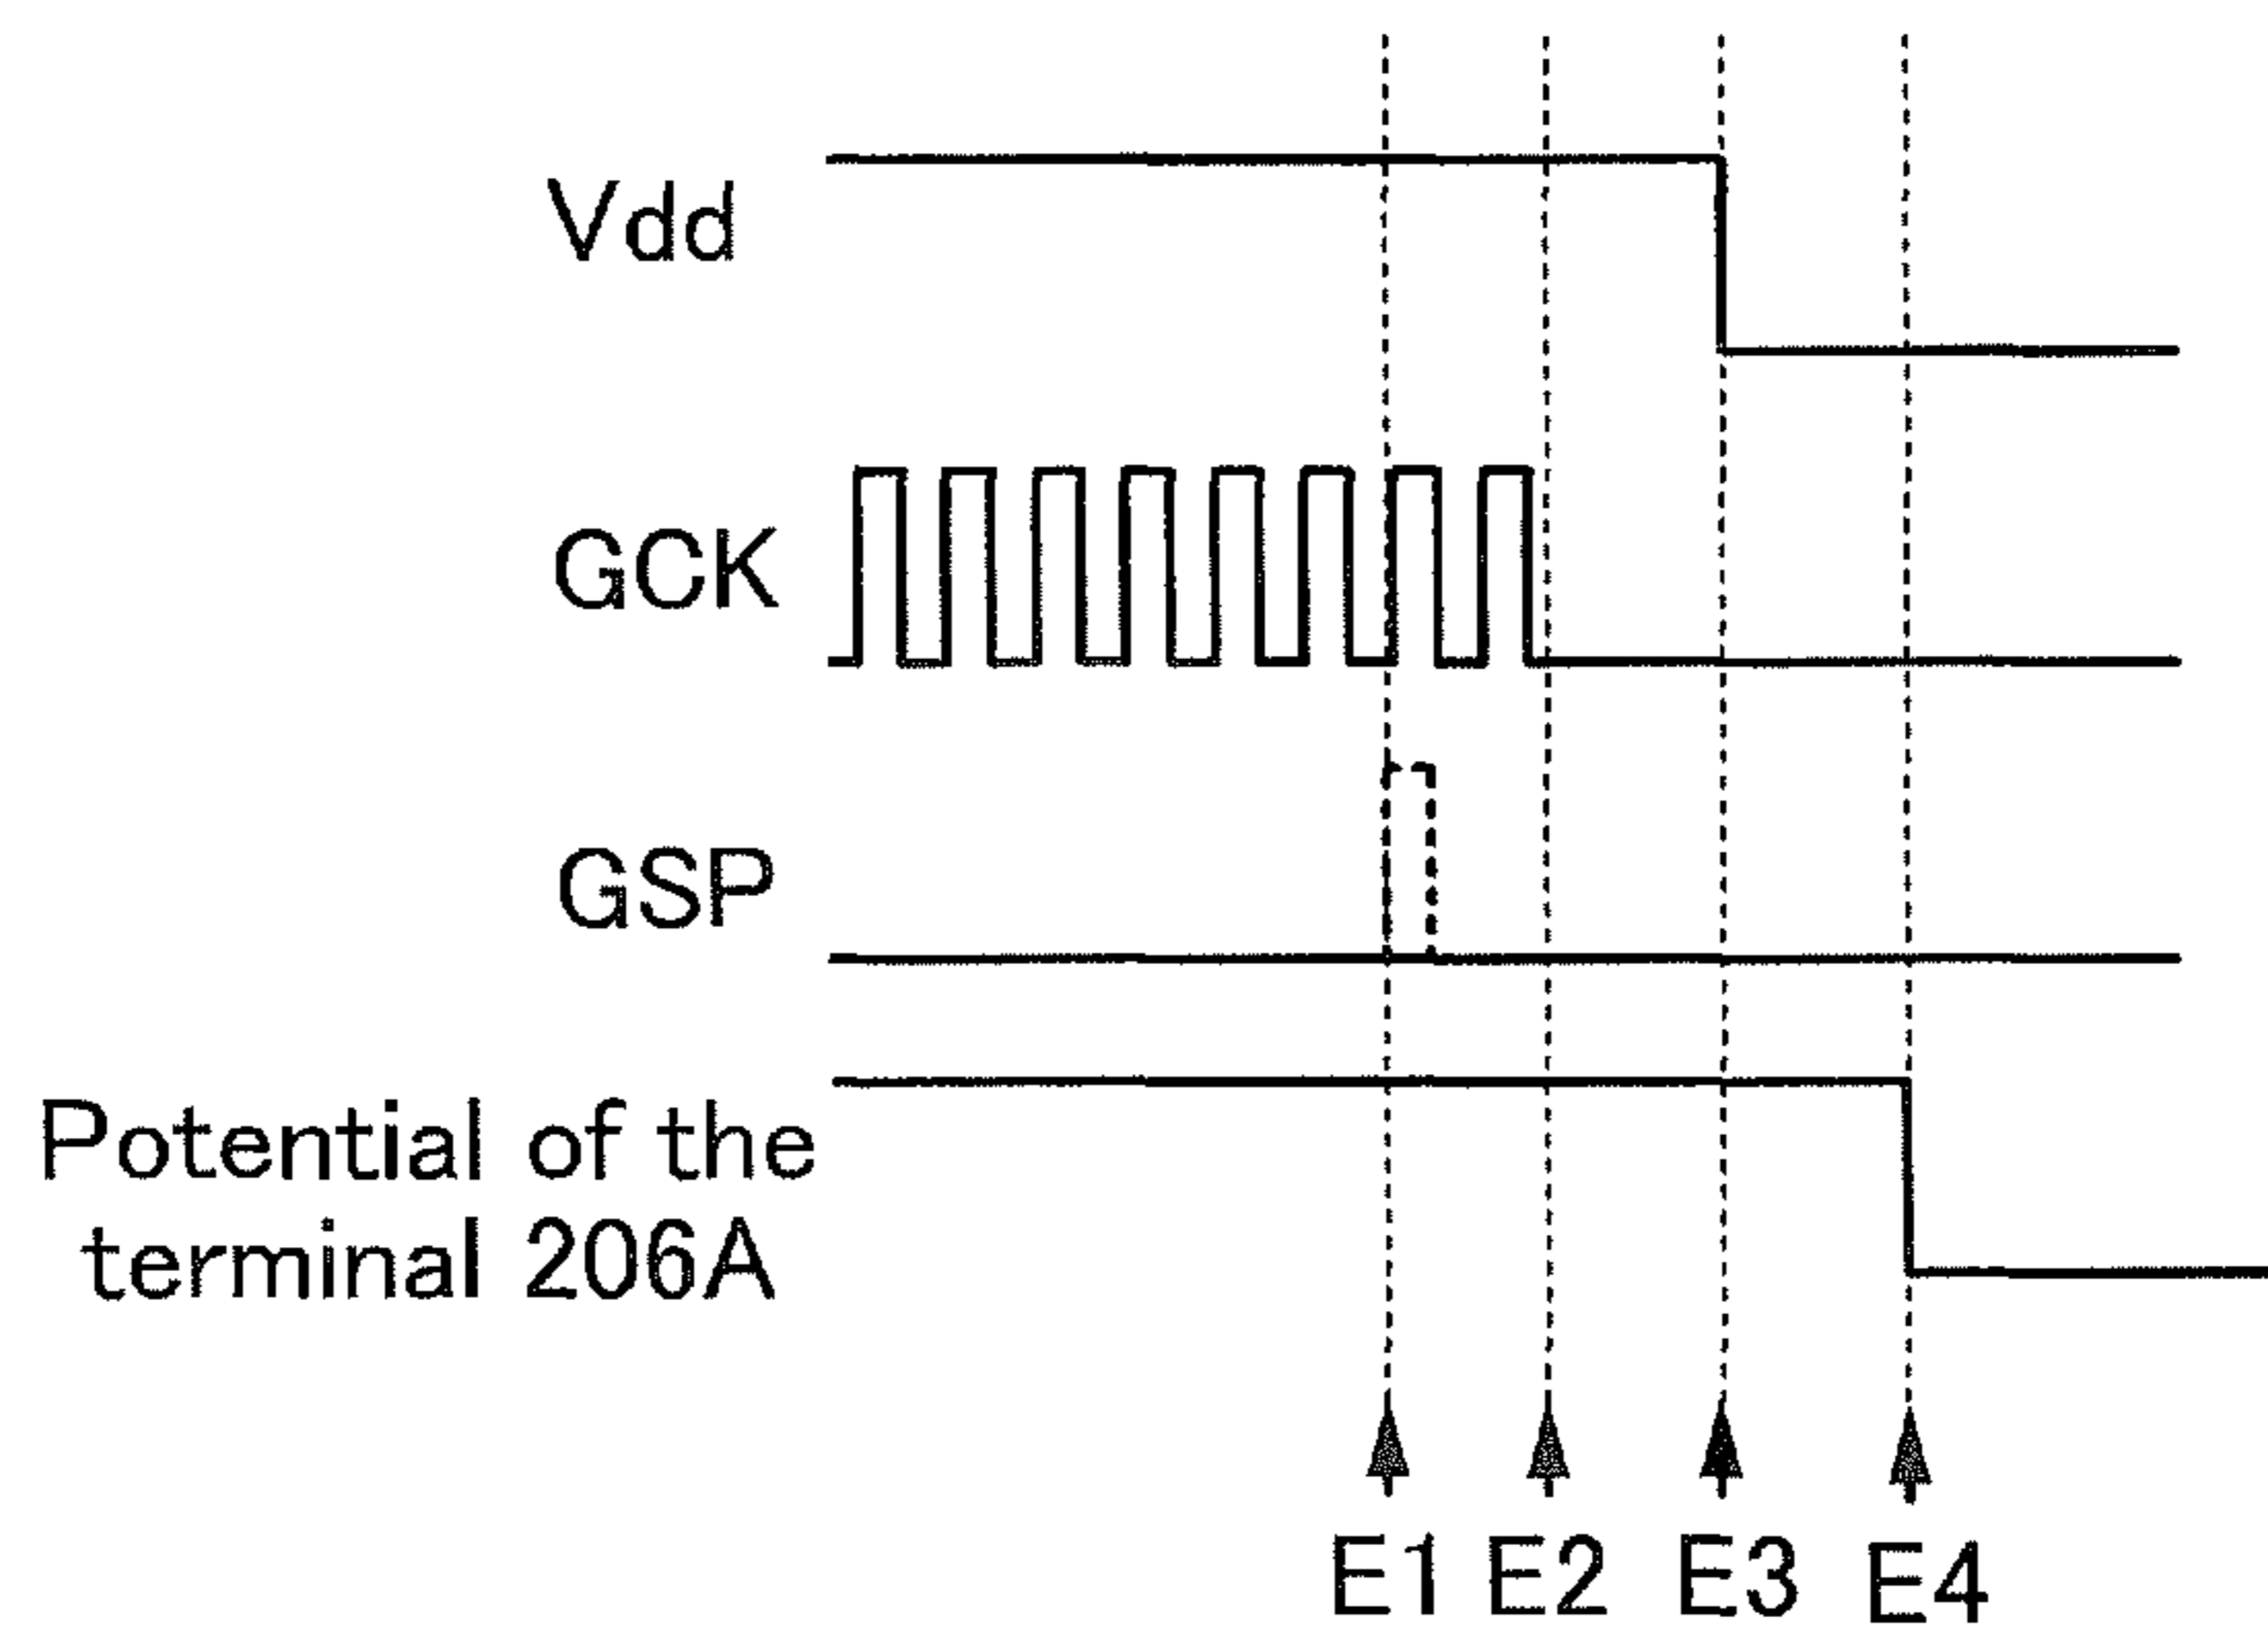 Vdd
GCK
GSP
Potential of the
terminal 206A
E1 E2 E3 E4